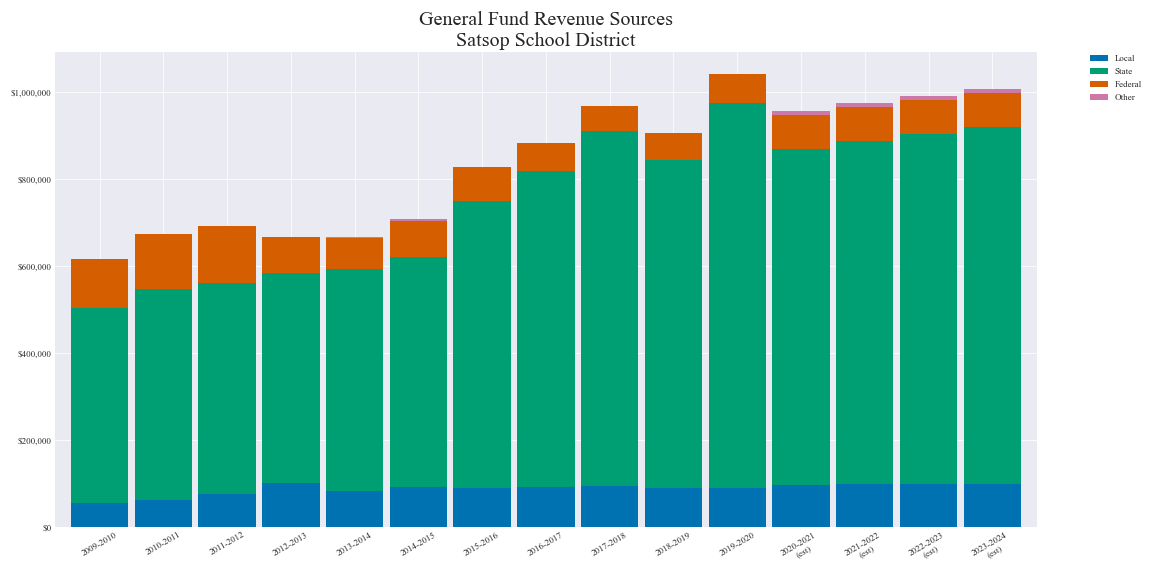 General Fund Revenue Sources
Satsop School District
Local
State
Federal
Other
$1,000,000
$800,000
$600,000
$400,000
$200,000
$0
2009-2010
2010-2011
2011-2012
2012-2013
2013-2014
2014-2015
2015-2016
2016-2017
2017-2018
2018-2019
2019-2020
2020-2021
(est)
2021-2022
(est)
2022-2023
(est)
2023-2024
(est)